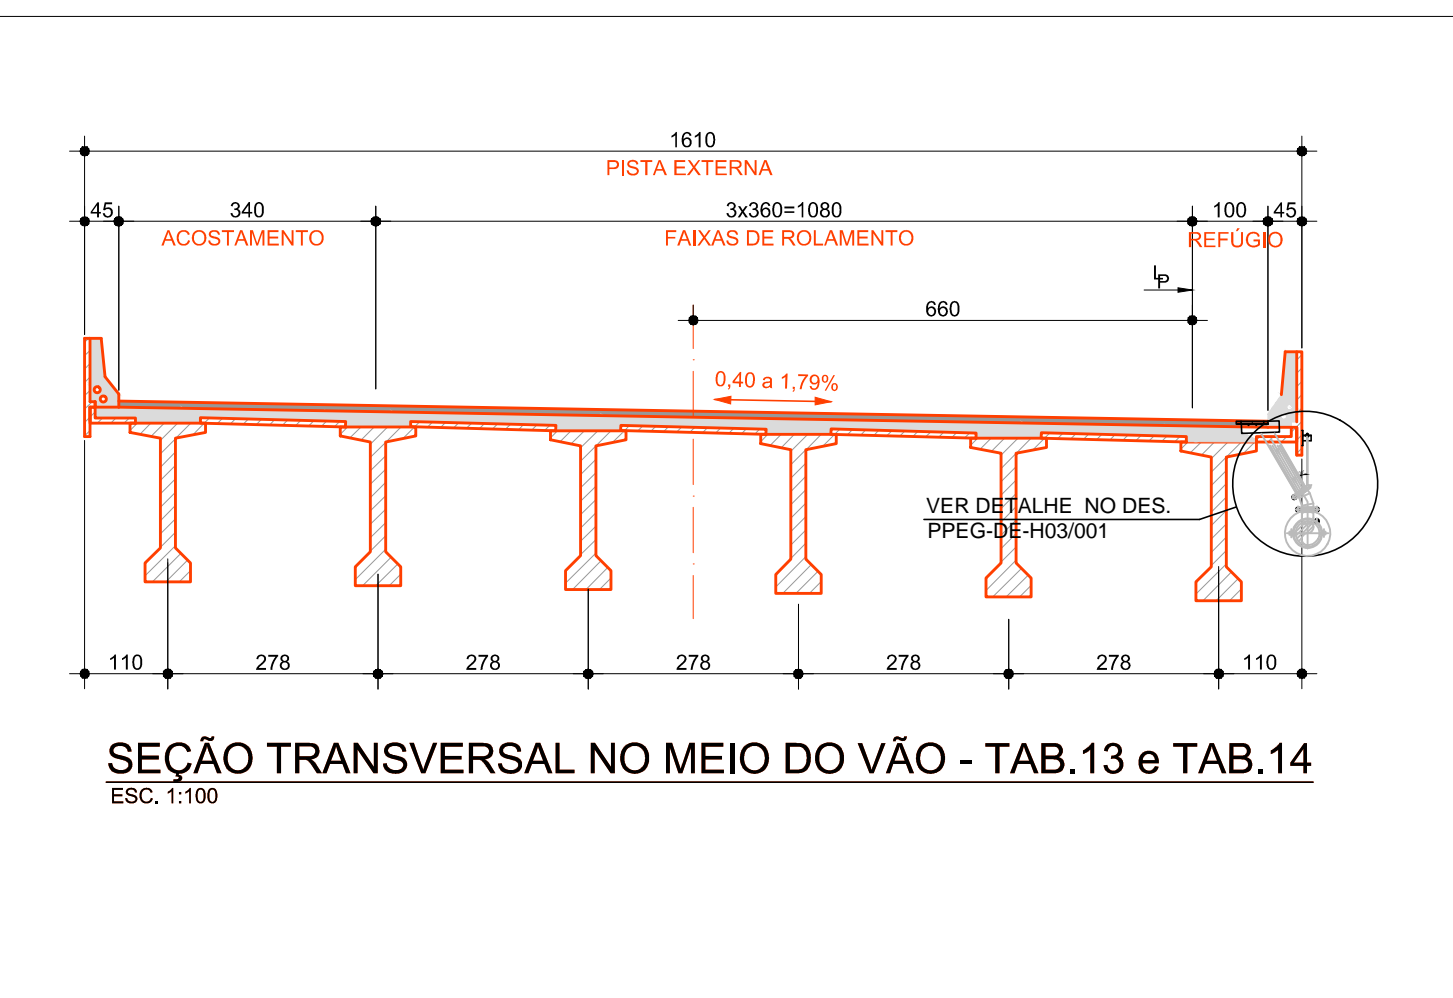 1610
PISTA EXTERNA
45 340 3x360=1080 100 45
ACOSTAMENTO FAIXAS DE ROLAMENTO REFÚGIO
LP
660
0,40 a 1,79%
VER DETALHE NO DES.
PPEG-DE-H03/001
110 278 278 278 278 278 110
SEÇÃO TRANSVERSAL NO MEIO DO VÃO - TAB.13 e TAB.14
ESC. 1:100